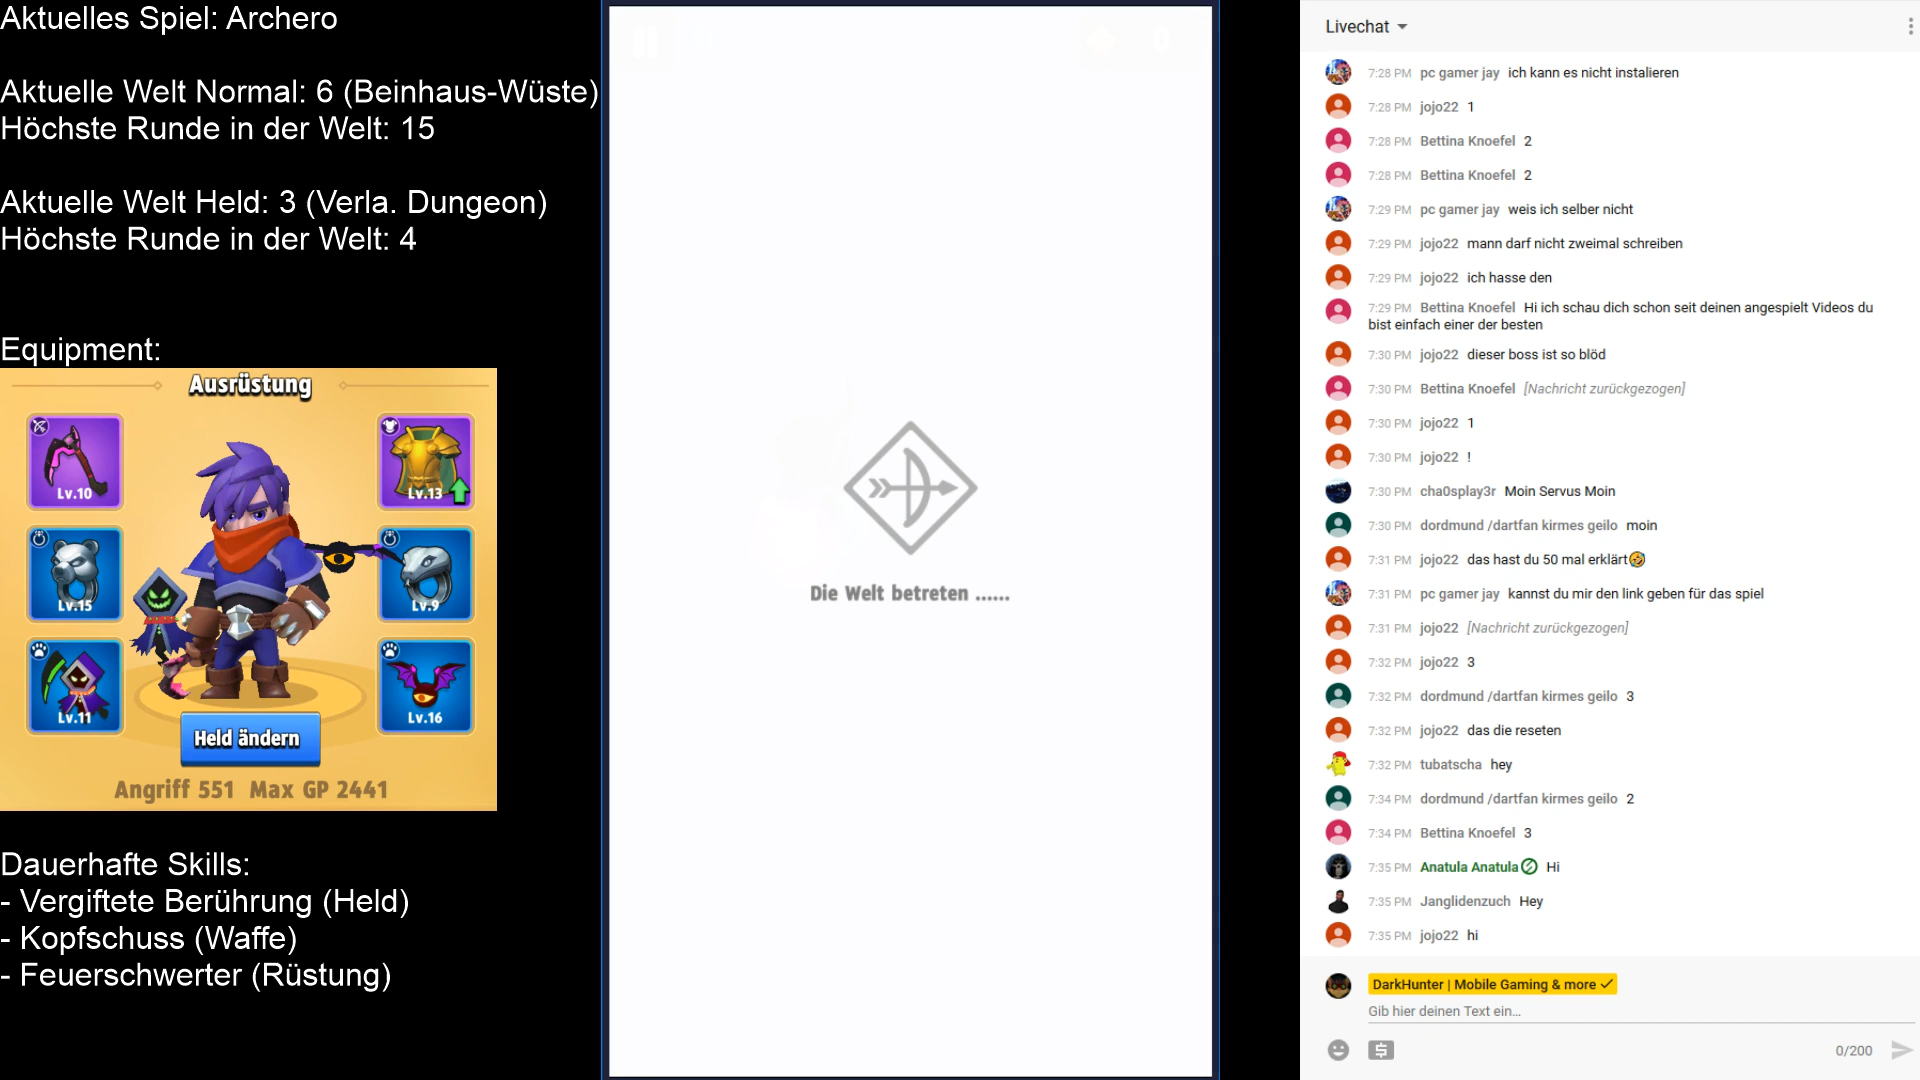 Aktuelles Spiel: Archero
Aktuelle Welt Normal: 6 (Beinhaus-Wüste)
Höchste Runde in der Welt: 15
Aktuelle Welt Held: 3 (Verla. Dungeon)
Höchste Runde in der Welt: 4
Equipment:
Ausrüstung
Lv.10
Lv.13
Lv.15
Lv.9
Lv.11
Lv.16
Held ändern
Angriff 551 Max GP 2441
Dauerhafte Skills:
- Vergiftete Berührung (Held)
- Kopfschuss (Waffe)
- Feuerschwerter (Rüstung)
Die Welt betreten ......
Livechat
7:28 PM pc gamer jay ich kann es nicht instalieren
7:28 PM jojo22 1
7:28 PM Bettina Knoefel 2
7:28 PM Bettina Knoefel 2
7:29 PM pc gamer jay weis ich selber nicht
7:29 PM jojo22 mann darf nicht zweimal schreiben
7:29 PM jojo22 ich hasse den
7:29 PM Bettina Knoefel Hi ich schau dich schon seit deinen angespielt Videos du
bist einfach einer der besten
7:30 PM jojo22 dieser boss ist so blöd
7:30 PM Bettina Knoefel [Nachricht zurückgezogen]
7:30 PM jojo22 1
7:30 PM jojo22 !
7:30 PM cha0splay3r Moin Servus Moin
7:30 PM dordmund /dartfan kirmes geilo moin
7:31 PM jojo22 das hast du 50 mal erklärt🤣
7:31 PM pc gamer jay kannst du mir den link geben für das spiel
7:31 PM jojo22 [Nachricht zurückgezogen]
7:32 PM jojo22 3
7:32 PM dordmund /dartfan kirmes geilo 3
7:32 PM jojo22 das die reseten
7:32 PM tubatscha hey
7:34 PM dordmund /dartfan kirmes geilo 2
7:34 PM Bettina Knoefel 3
7:35 PM Anatula Anatula Hi
7:35 PM Janglidenzuch Hey
7:35 PM jojo22 hi
DarkHunter | Mobile Gaming & more ✓
Gib hier deinen Text ein...
0/200